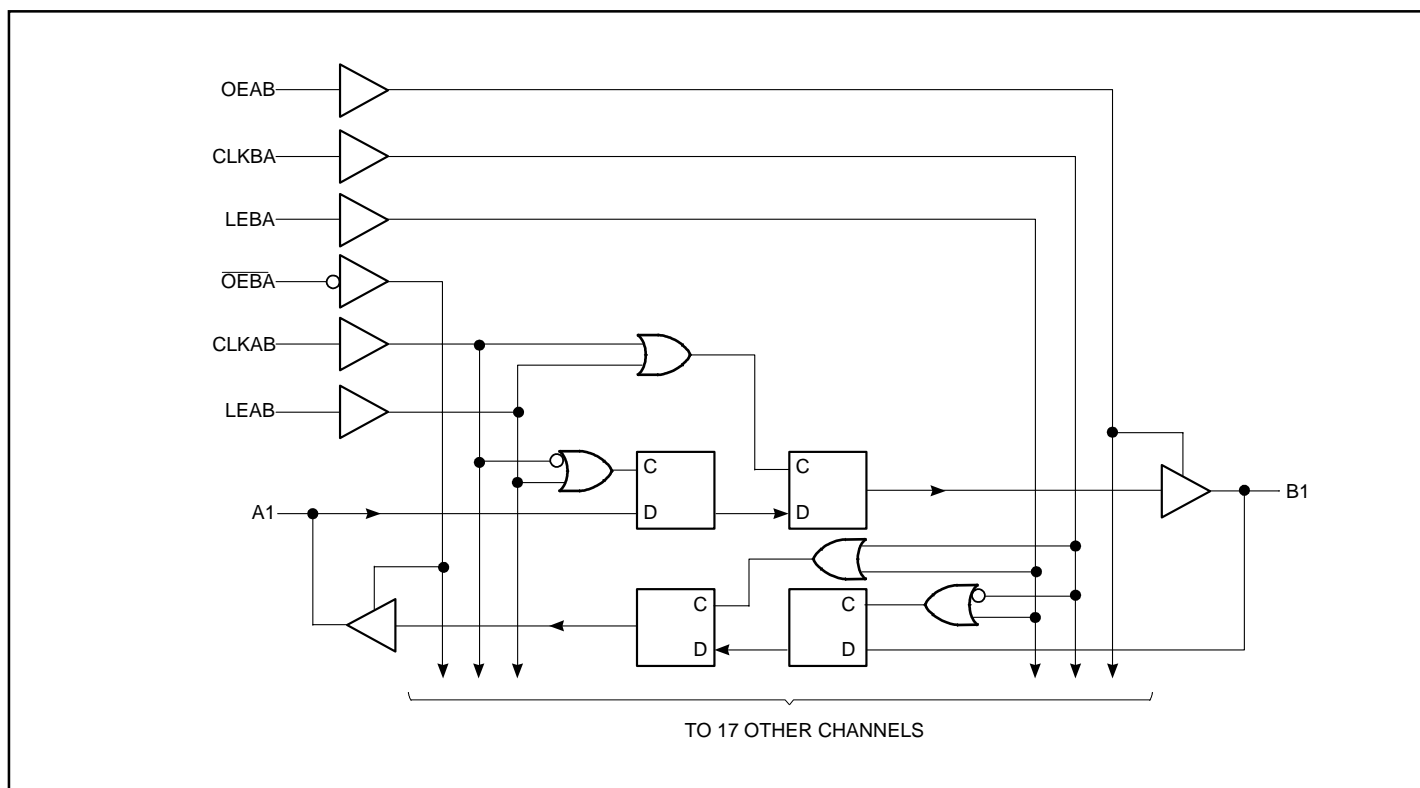 OEAB
CLKBA
LEBA
OEBA
CLKAB
LEAB
C
C
D
D
A1
B1
C
C
D
D
TO 17 OTHER CHANNELS